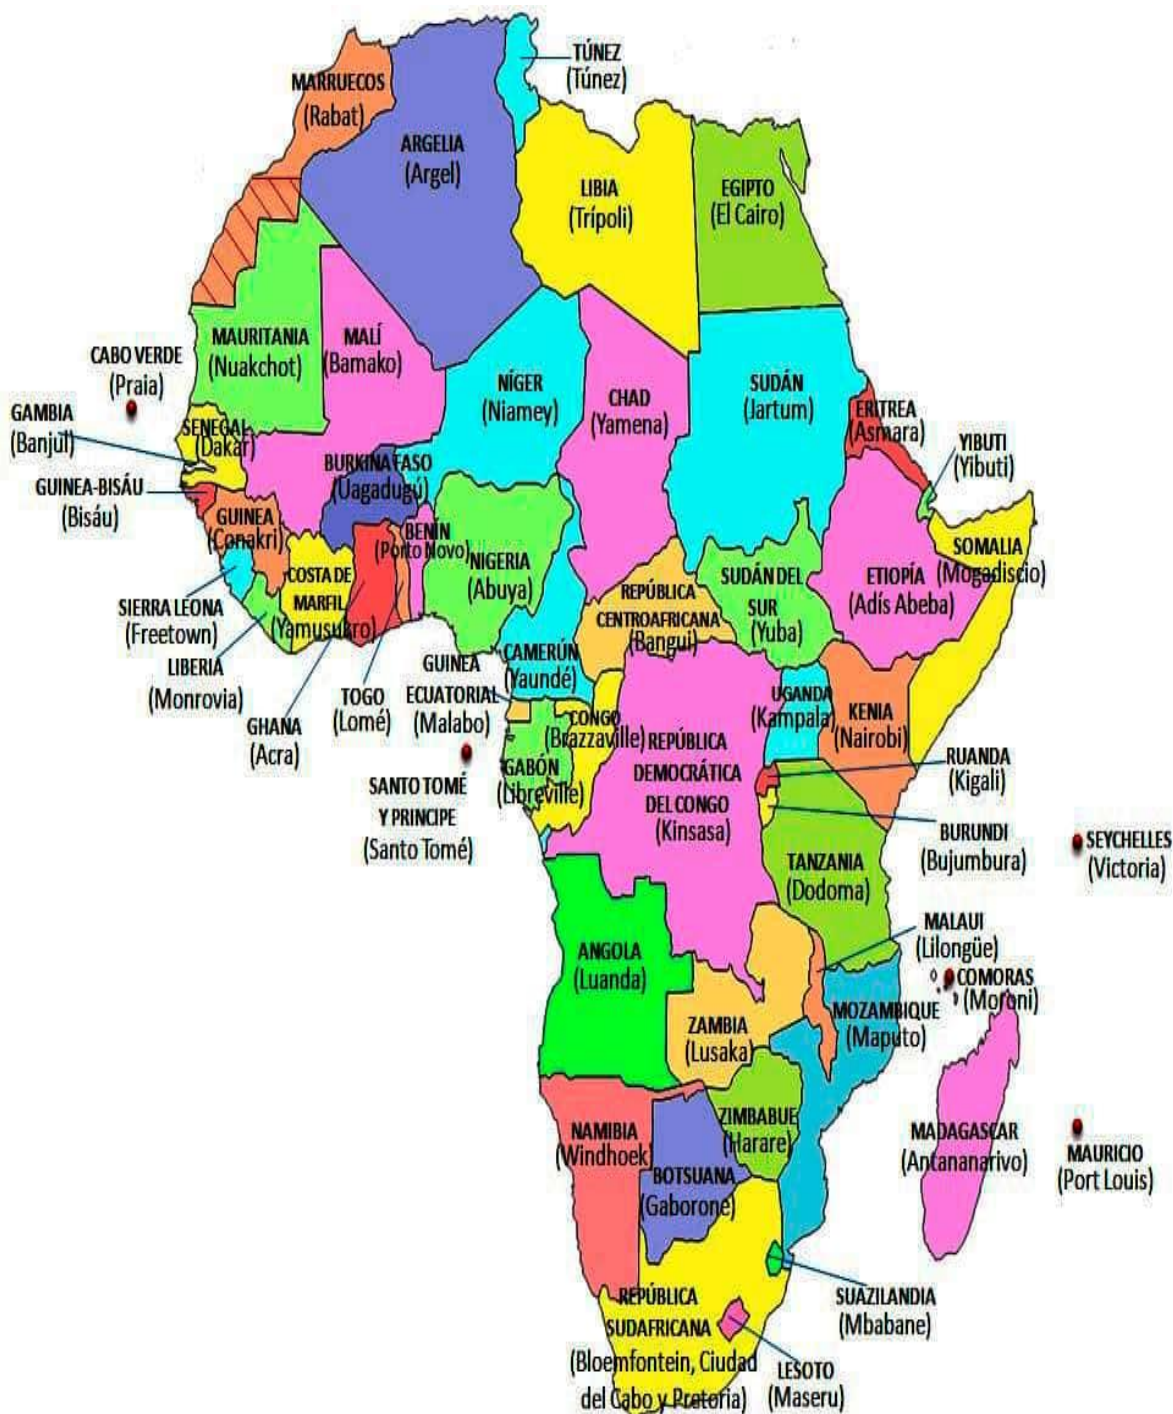 TÚNEZ
(Túnez)
MARRUECOS
(Rabat)
ARGELIA
(Argel)
LIBIA
(Trípoli)
EGIPTO
(El Cairo)
MAURITANIA
(Nuakchot)
MALÍ
(Bamako)
CABO VERDE
(Praia)
NÍGER
(Niamey)
CHAD
(Yamena)
SUDÁN
(Jartum)
ERITREA
(Asmara)
GAMBIA
(Banjul)
SENEGAL
(Dakar)
YIBUTI
(Yibuti)
BURKINA FASO
(Uagadugú)
GUINEA-BISÁU
(Bisáu)
GUINEA
(Conakri)
BENÍN
(Porto Novo)
NIGERIA
(Abuya)
SOMALIA
(Mogadiscio)
COSTA DE
MARFIL
(Yamusukro)
REPÚBLICA
CENTROAFRICANA
(Bangui)
SUDÁN DEL
SUR
(Yuba)
ETIOPÍA
(Adís Abeba)
SIERRA LEONA
(Freetown)
LIBERIA
(Monrovia)
GHANA
(Acra)
TOGO
(Lomé)
GUINEA
ECUATORIAL
(Malabo)
CAMERÚN
(Yaundé)
UGANDA
(Kampala)
KENIA
(Nairobi)
CONGO
(Brazzaville)
REPÚBLICA
DEMOCRÁTICA
DEL CONGO
(Kinsasa)
GABÓN
(Libreville)
SANTO TOMÉ
Y PRINCIPE
(Santo Tomé)
RUANDA
(Kigali)
BURUNDI
(Bujumbura)
SEYCHELLES
(Victoria)
TANZANIA
(Dodoma)
MALAUI
(Lilongüe)
ANGOLA
(Luanda)
COMORAS
(Moroni)
ZAMBIA
(Lusaka)
MOZAMBIQUE
(Maputo)
NAMIBIA
(Windhoek)
ZIMBABUE
(Harare)
MADAGASCAR
(Antananarivo)
MAURICIO
(Port Louis)
BOTSUANA
(Gaborone)
SUAZILANDIA
(Mbabane)
REPÚBLICA
SUDAFRICANA
(Bloemfontein, Ciudad
del Cabo y Pretoria)
LESOTO
(Maseru)